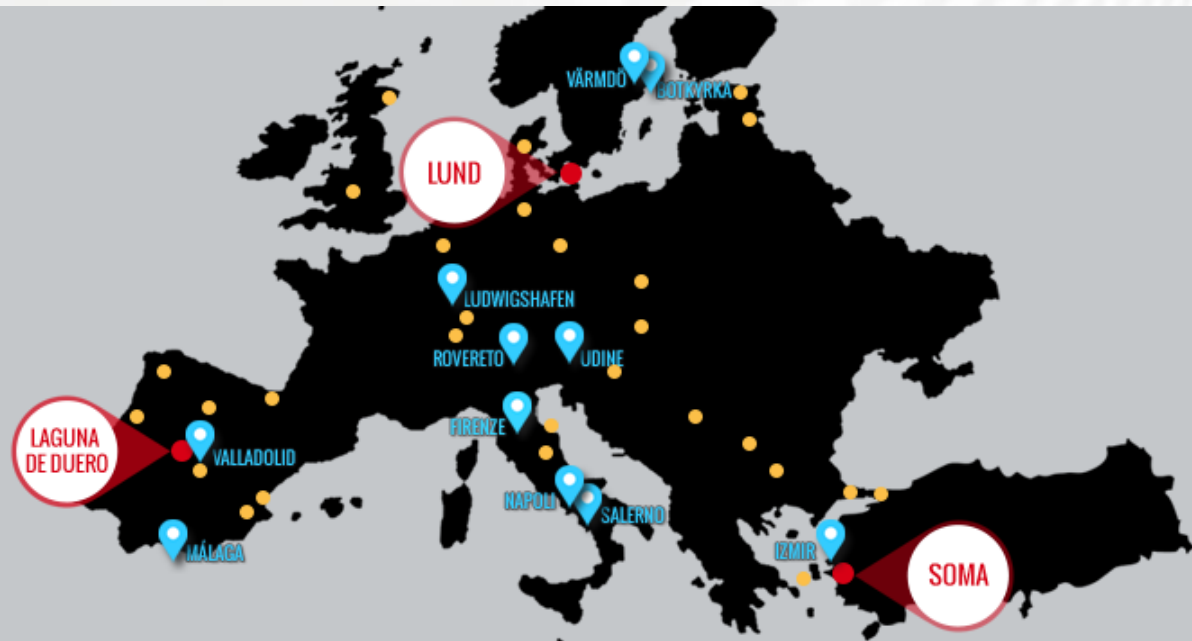 VÄRMDÖ
BOTKYRKA
LUND
LUDWIGSHAFEN
ROVERETO
UDINE
FIRENZE
LAGUNA
DE DUERO
VALLADOLID
NAPOLI
SALERNO
MÁLAGA
IZMIR
SOMA